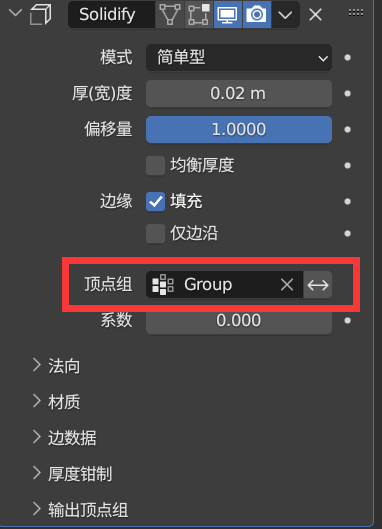 Solidify
模式 简单型
厚(宽)度 0.02 m
偏移量 1.0000
均衡厚度
边缘 填充
仅边沿
顶点组 Group
系数 0.000
法向
材质
边数据
厚度钳制
输出顶点组